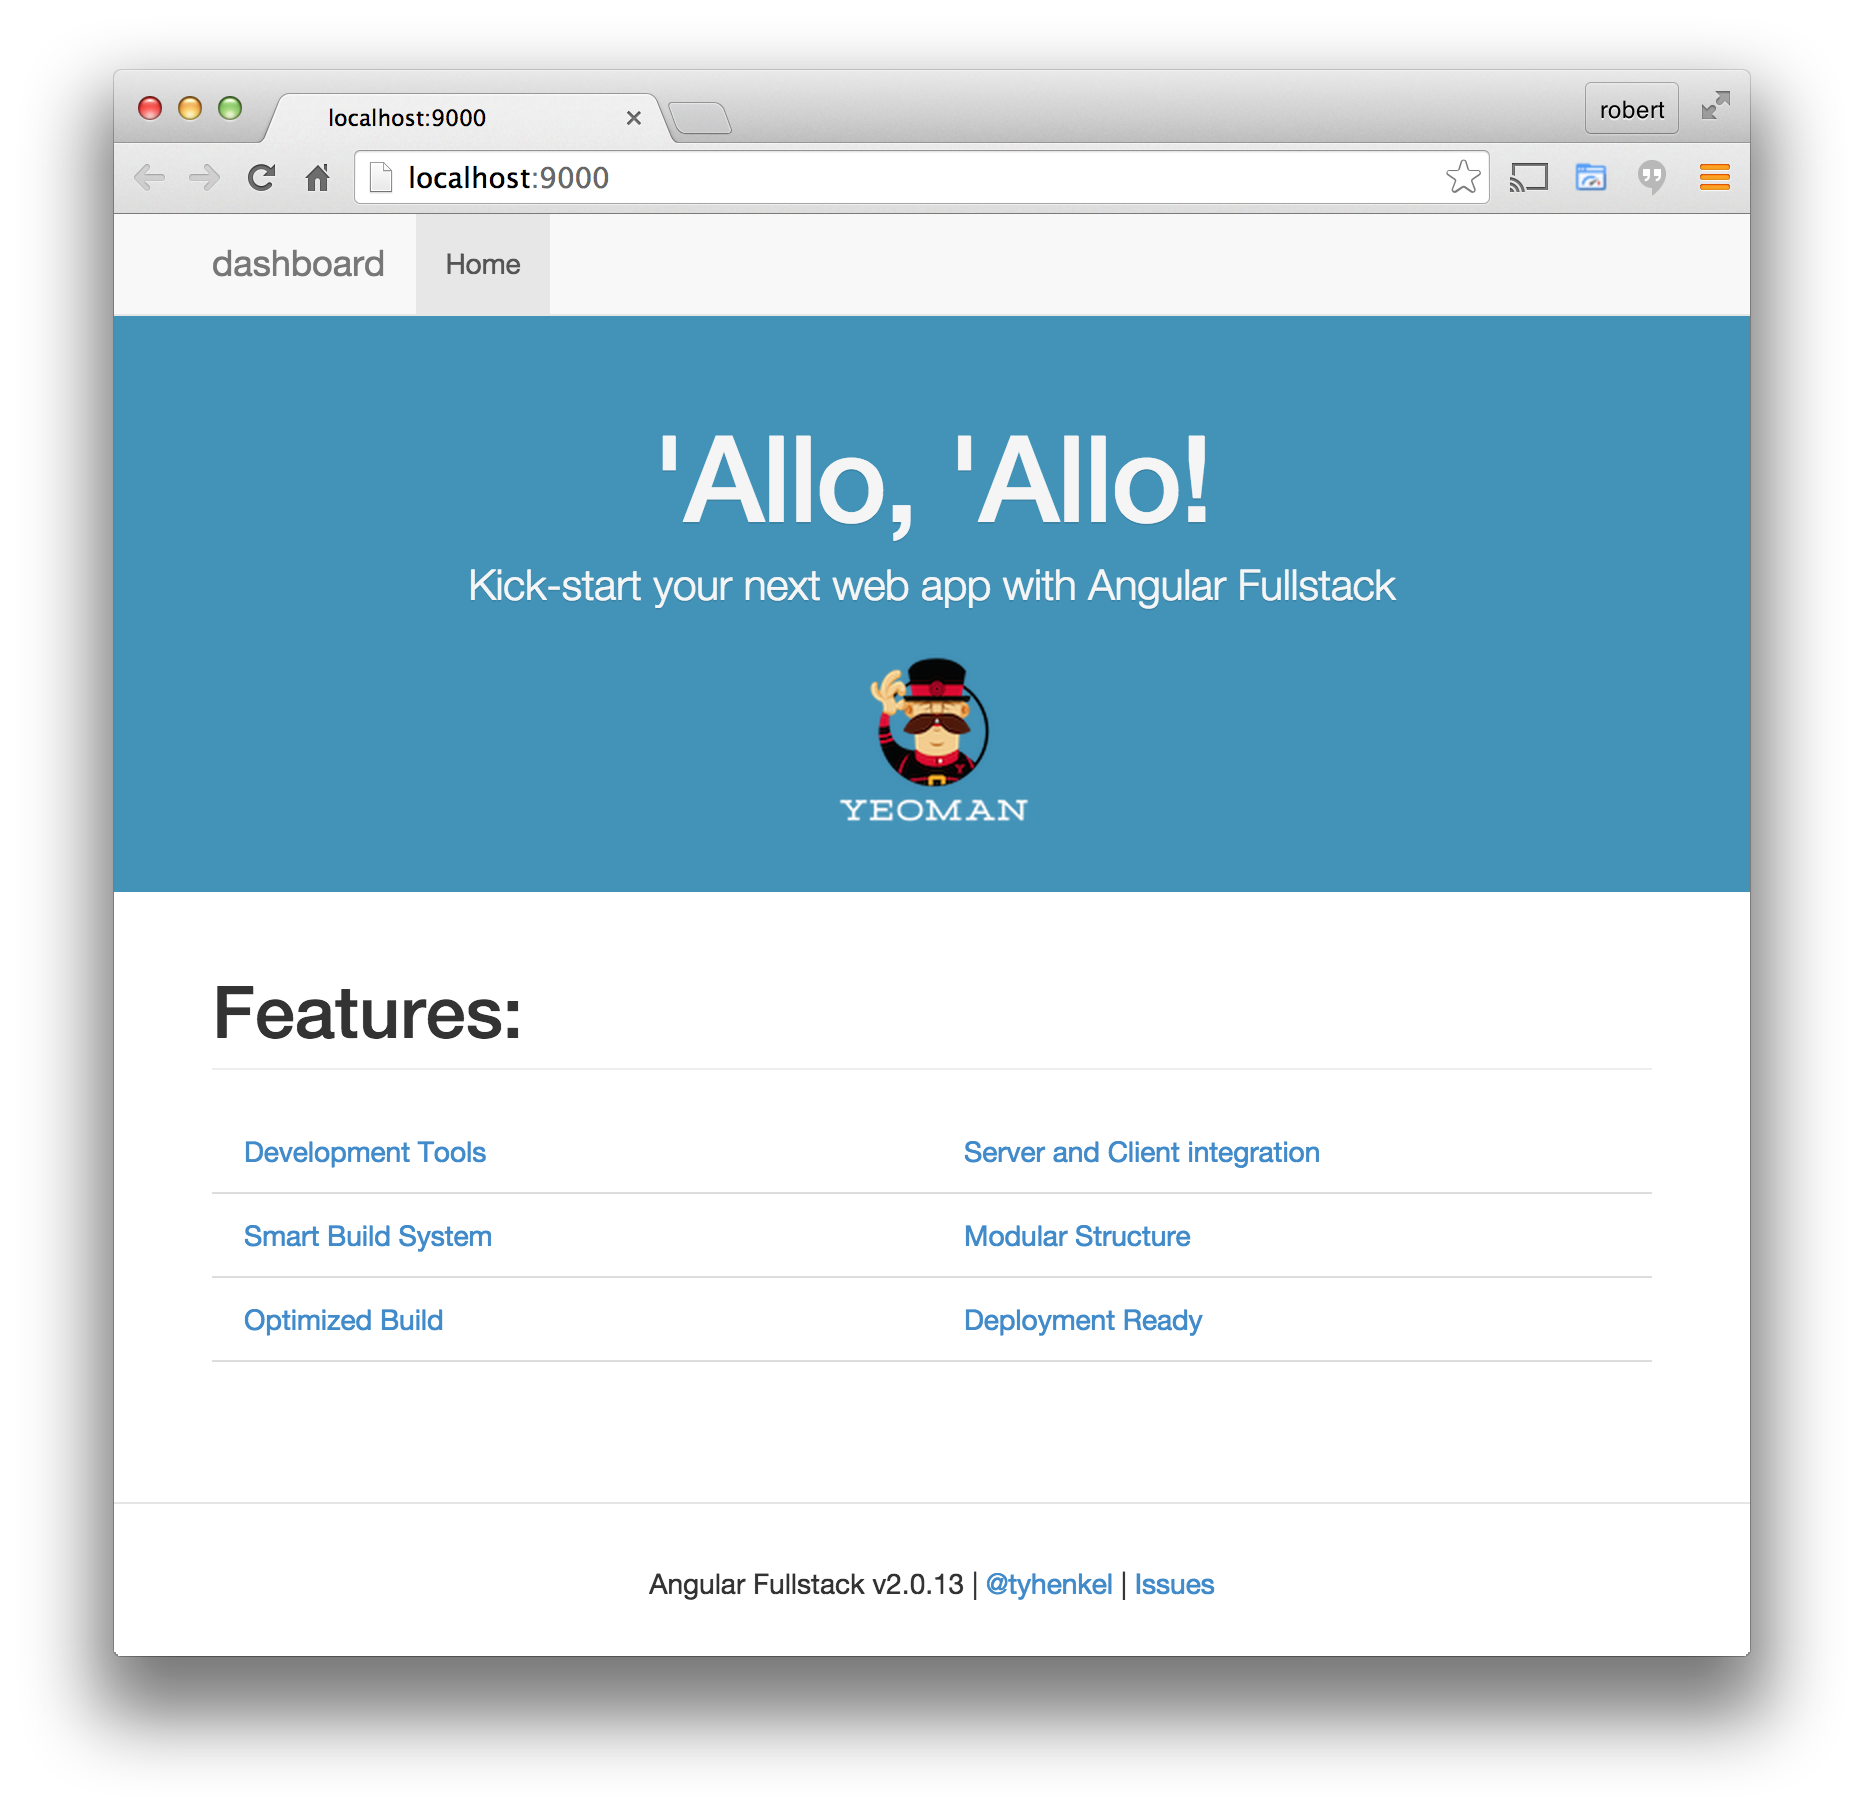 localhost:9000
robert
localhost:9000
dashboard
Home
'Allo, 'Allo!
Kick-start your next web app with Angular Fullstack
YEOMAN
Features:
Development Tools
Server and Client integration
Smart Build System
Modular Structure
Optimized Build
Deployment Ready
Angular Fullstack v2.0.13 | @tyhenkel | Issues